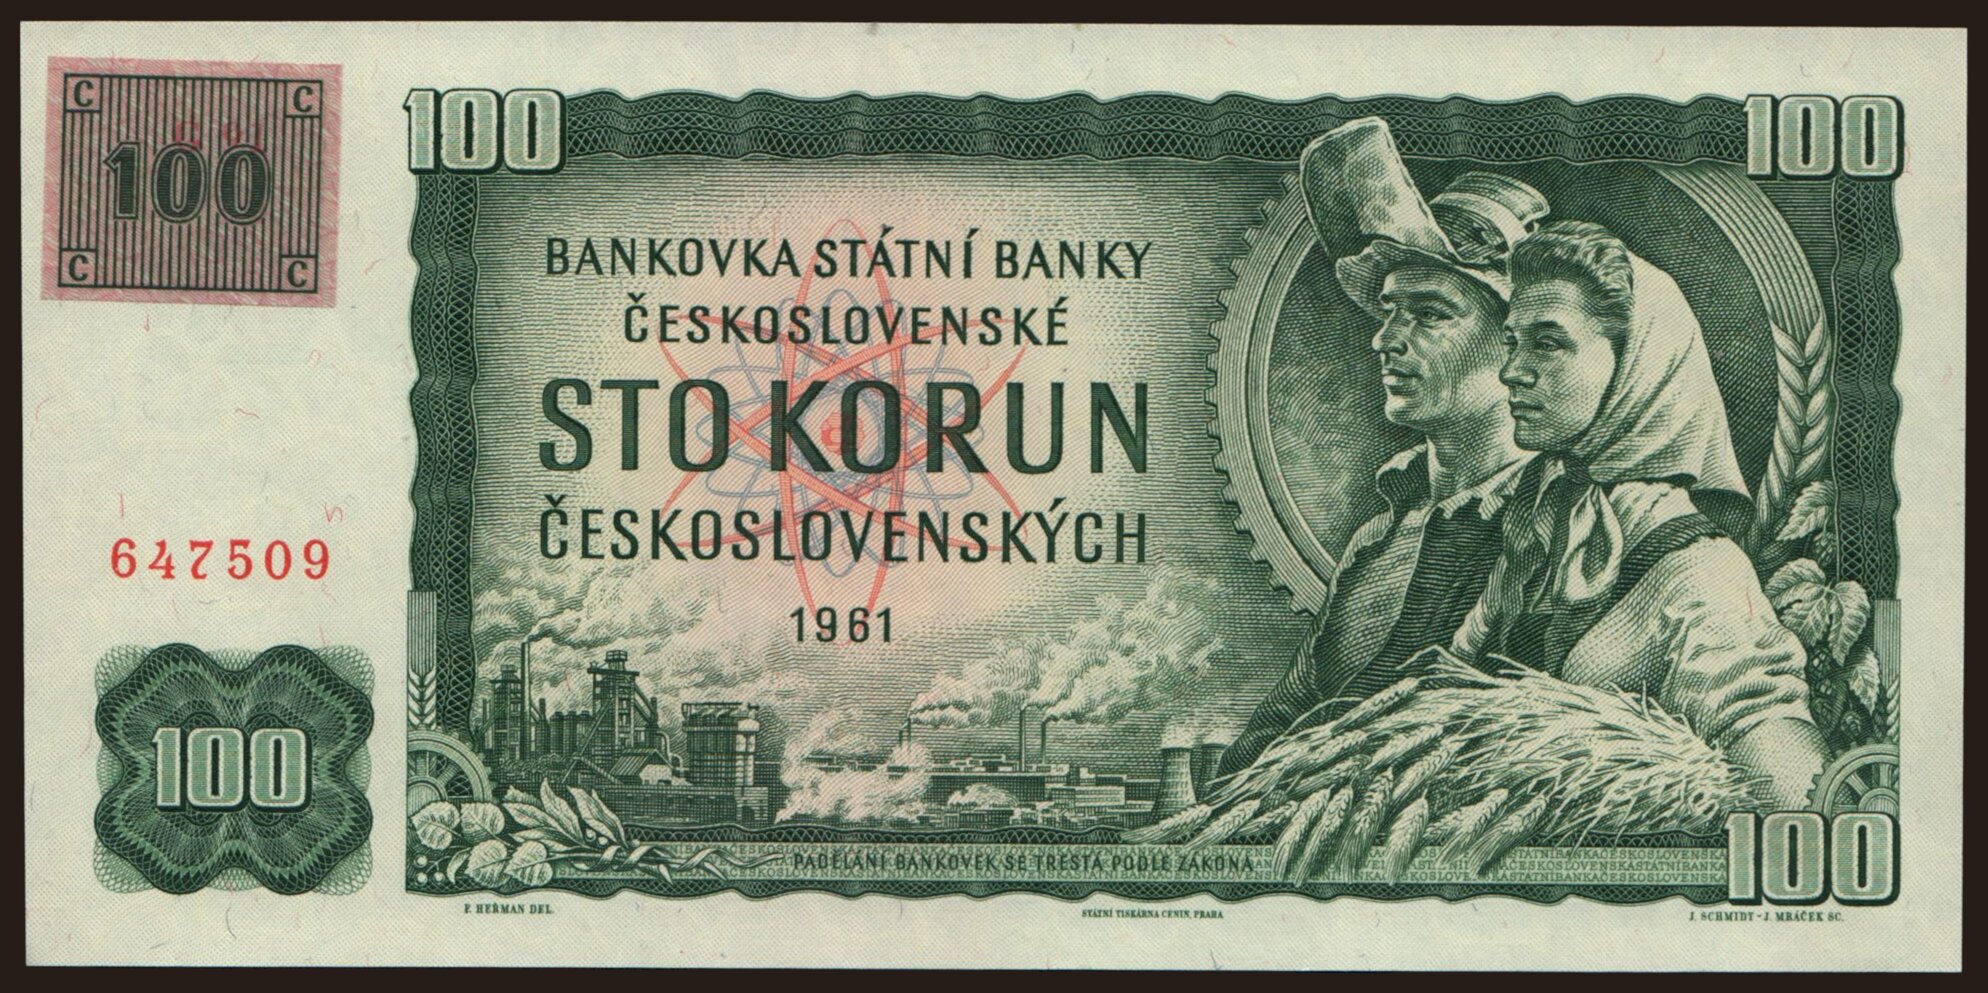 C C
100
C C
100
100
BANKOVKA STÁTNÍ BANKY
ČESKOSLOVENSKÉ
STO KORUN
ČESKOSLOVENSKÝCH
1961
647509
100
PADĚLÁNÍ BANKOVEK SE TRESTÁ PODLE ZÁKONA
100
F. HEŘMAN DEL.
STÁTNÍ TISKÁRNA CENIN, PRAHA
J. SCHMIDT - J. MRÁČEK SC.